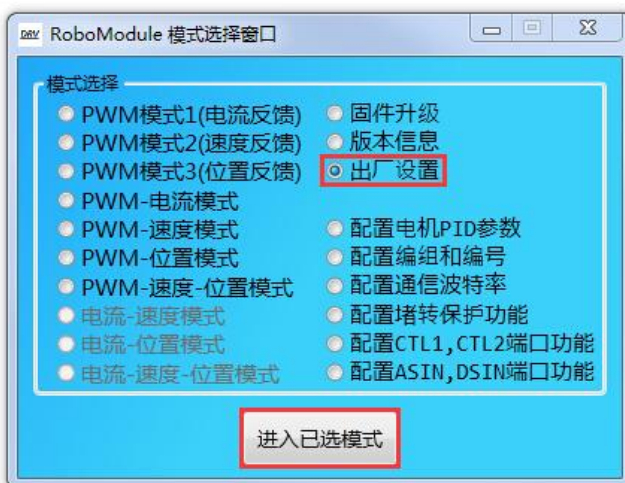 DRV RoboModule 模式选择窗口
模式选择
PWM模式1(电流反馈)
PWM模式2(速度反馈)
PWM模式3(位置反馈)
PWM-电流模式
PWM-速度模式
PWM-位置模式
PWM-速度-位置模式
电流-速度模式
电流-位置模式
电流-速度-位置模式
固件升级
版本信息
出厂设置
配置电机PID参数
配置编组和编号
配置通信波特率
配置堵转保护功能
配置CTL1,CTL2端口功能
配置ASIN,DSIN端口功能
进入已选模式